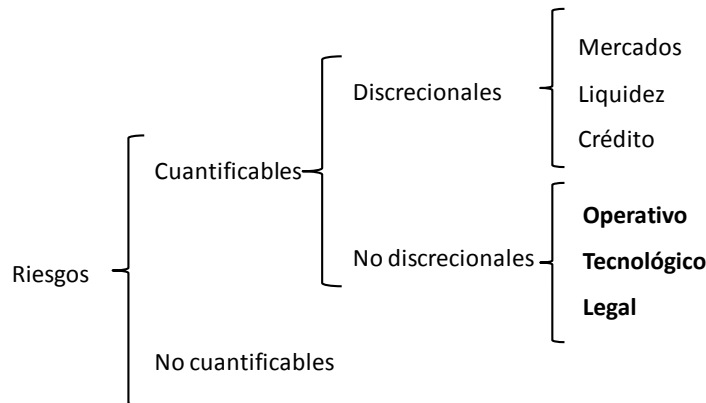 Riesgos
Cuantificables
Discrecionales
Mercados
Liquidez
Crédito
No discrecionales
Operativo
Tecnológico
Legal
No cuantificables